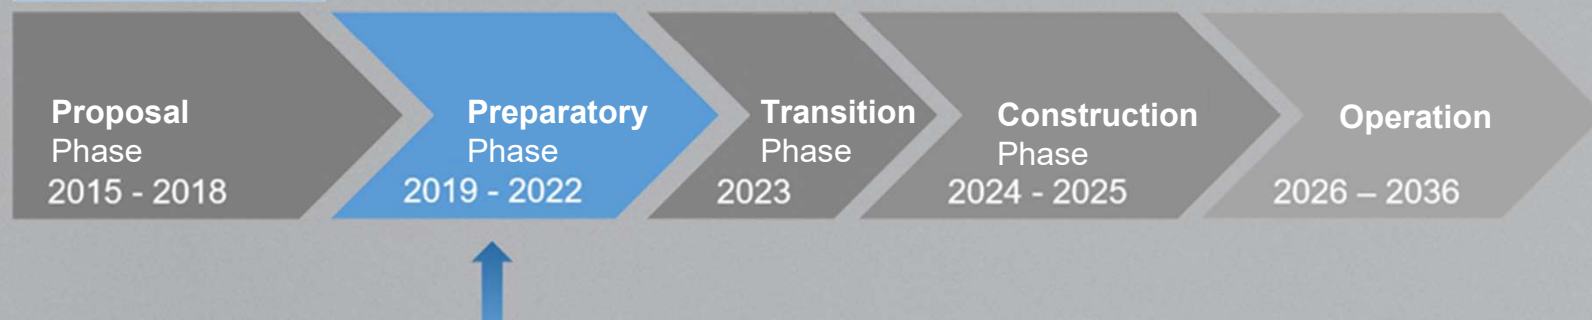 Proposal
Phase
2015 - 2018
Preparatory
Phase
2019 - 2022
Transition
Phase
2023
Construction
Phase
2024 - 2025
Operation
2026 – 2036